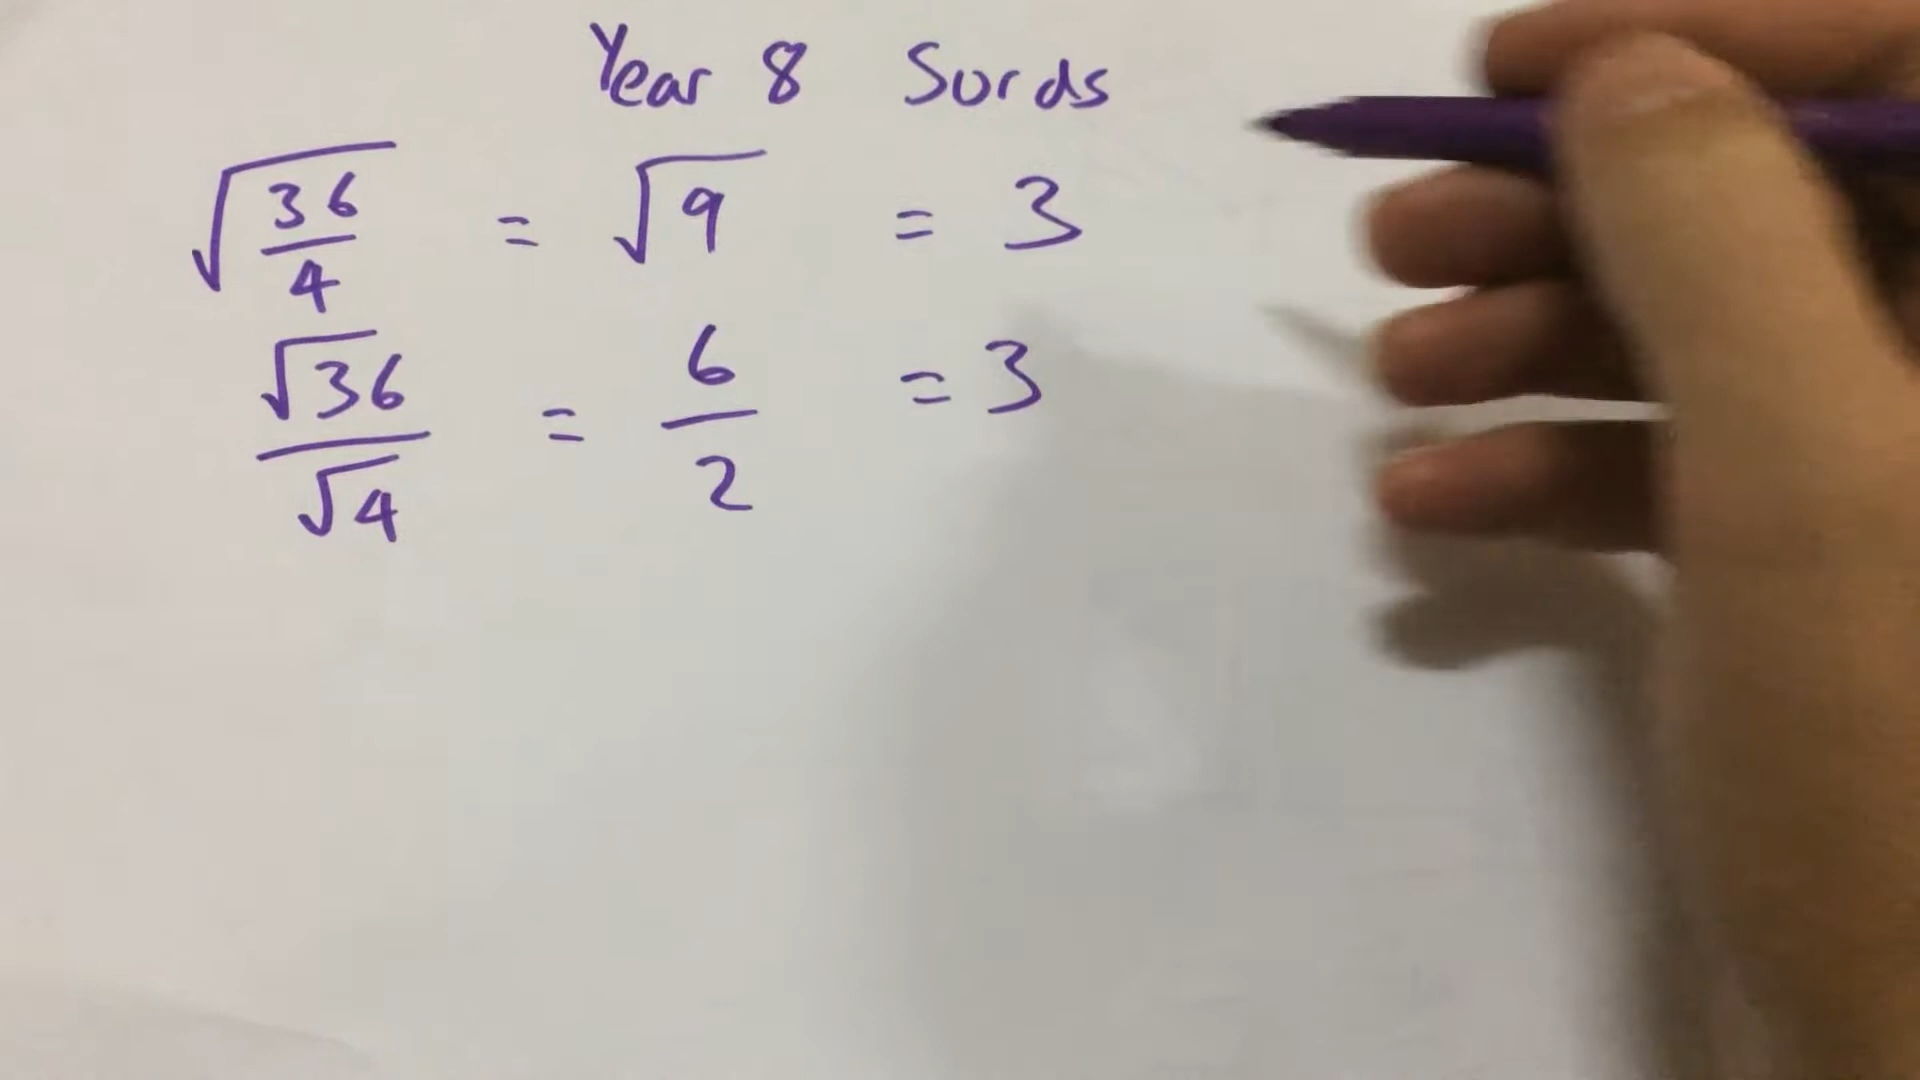 Year 8 Surds
√(36/4) = √9 = 3
√36/√4 = 6/2 = 3